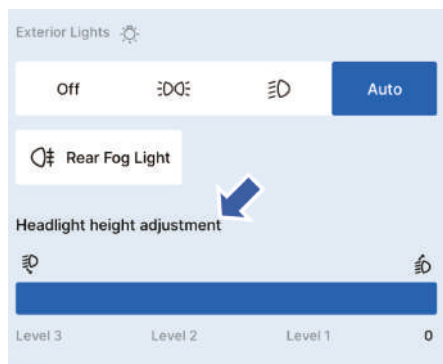 Exterior Lights
Off Auto
Rear Fog Light
Headlight height adjustment
Level 3 Level 2 Level 1 0